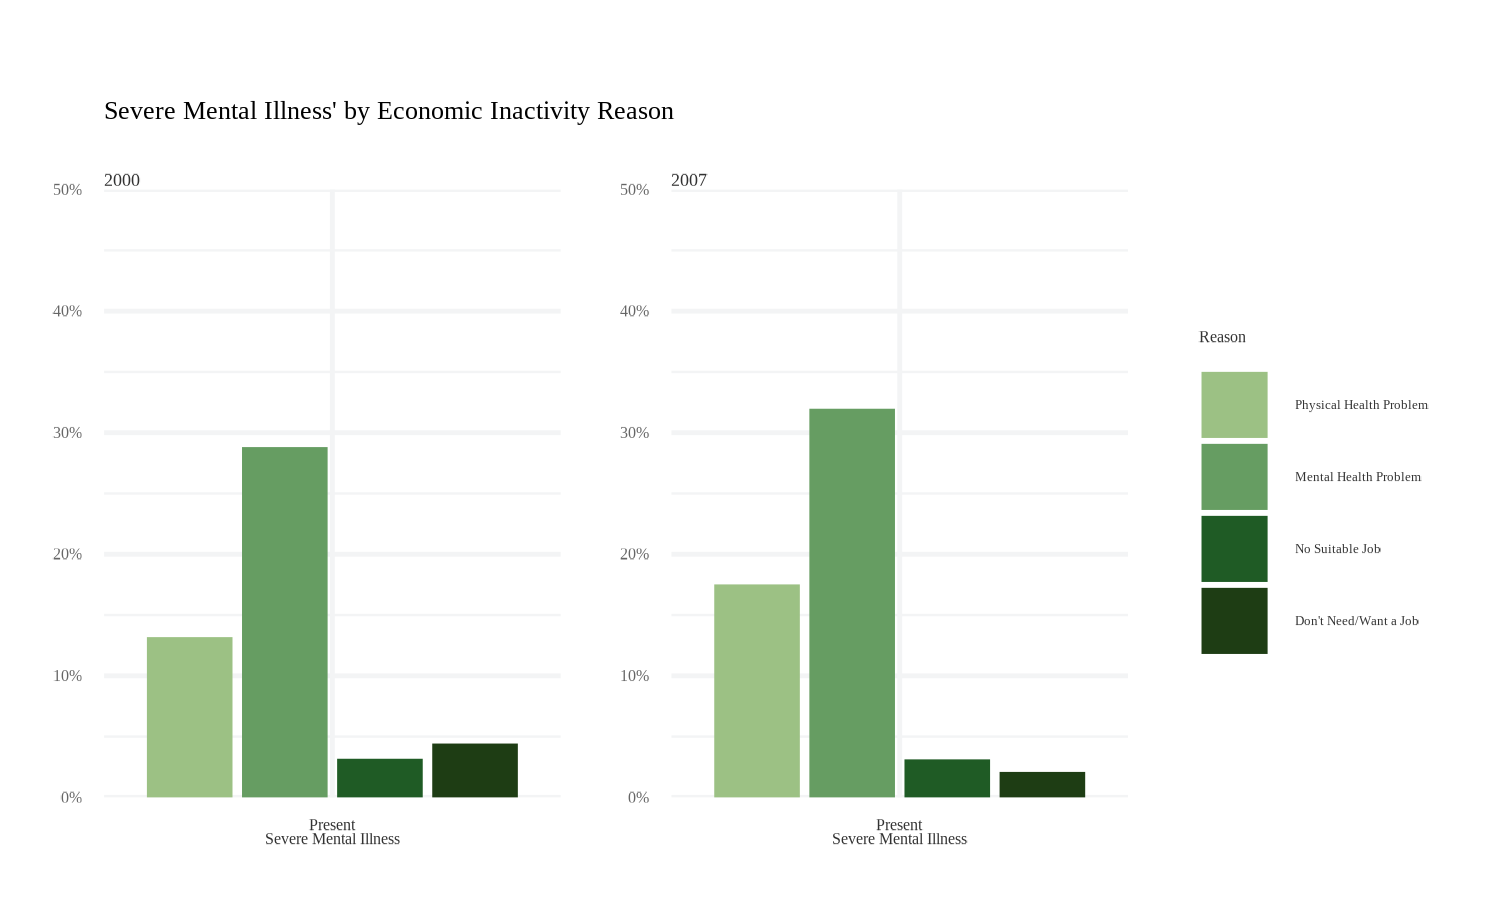 Severe Mental Illness' by Economic Inactivity Reason
2000
50%
40%
30%
20%
10%
0%
Present
Severe Mental Illness
2007
50%
40%
30%
20%
10%
0%
Present
Severe Mental Illness
Reason
Physical Health Problem
Mental Health Problem
No Suitable Job
Don't Need/Want a Job